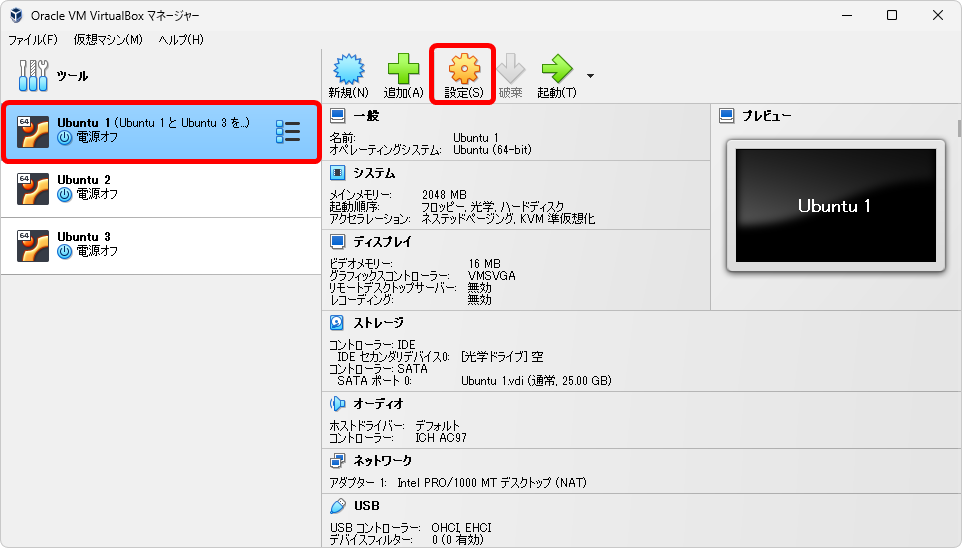 Oracle VM VirtualBox マネージャー
ファイル(F) 仮想マシン(M) ヘルプ(H)
ツール
新規(N) 追加(A) 設定(S) 破棄 起動(T)
64
Ubuntu 1 (Ubuntu 1 と Ubuntu 3 を...)
電源オフ
64
Ubuntu 2
電源オフ
64
Ubuntu 3
電源オフ
一般
名前: Ubuntu 1
オペレーティングシステム: Ubuntu (64-bit)
システム
メインメモリー: 2048 MB
起動順序: フロッピー, 光学, ハードディスク
アクセラレーション: ネステッドページング, KVM 準仮想化
ディスプレイ
ビデオメモリー: 16 MB
グラフィックスコントローラー: VMSVGA
リモートデスクトップサーバー: 無効
レコーディング: 無効
ストレージ
コントローラー: IDE
IDE セカンダリデバイス0: [光学ドライブ] 空
コントローラー: SATA
SATA ポート 0: Ubuntu 1.vdi (通常, 25.00 GB)
オーディオ
ホストドライバー: デフォルト
コントローラー: ICH AC97
ネットワーク
アダプター 1: Intel PRO/1000 MT デスクトップ (NAT)
USB
USB コントローラー: OHCI, EHCI
デバイスフィルター: 0 (0 有効)
プレビュー
Ubuntu 1